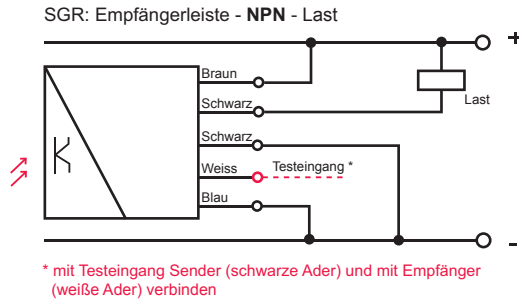 SGR: Empfängerleiste - NPN - Last
+
Braun
Schwarz
Last
Schwarz
Weiss
Testeingang *
Blau
-
* mit Testeingang Sender (schwarze Ader) und mit Empfänger
(weiße Ader) verbinden